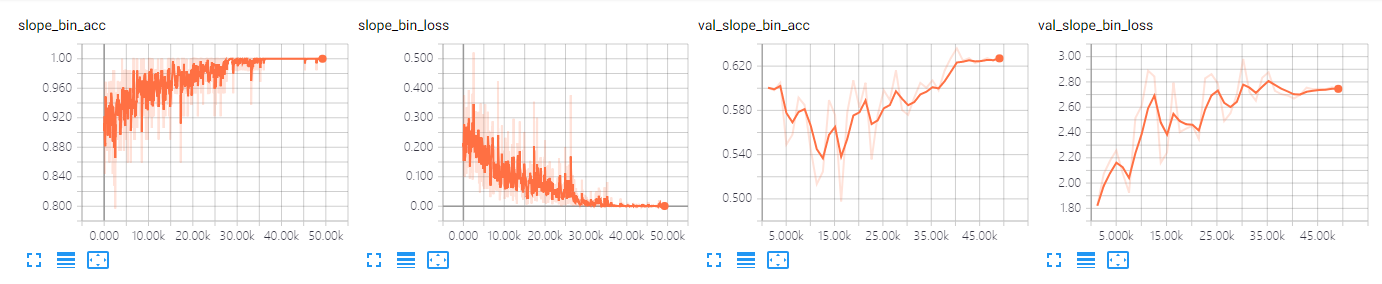 slope_bin_acc
1.00
0.960
0.920
0.880
0.840
0.800
0.000 10.00k 20.00k 30.00k 40.00k 50.00k
slope_bin_loss
0.500
0.400
0.300
0.200
0.100
0.00
0.000 10.00k 20.00k 30.00k 40.00k 50.00k
val_slope_bin_acc
0.620
0.580
0.540
0.500
5.000k 15.00k 25.00k 35.00k 45.00k
val_slope_bin_loss
3.00
2.80
2.60
2.40
2.20
2.00
1.80
5.000k 15.00k 25.00k 35.00k 45.00k